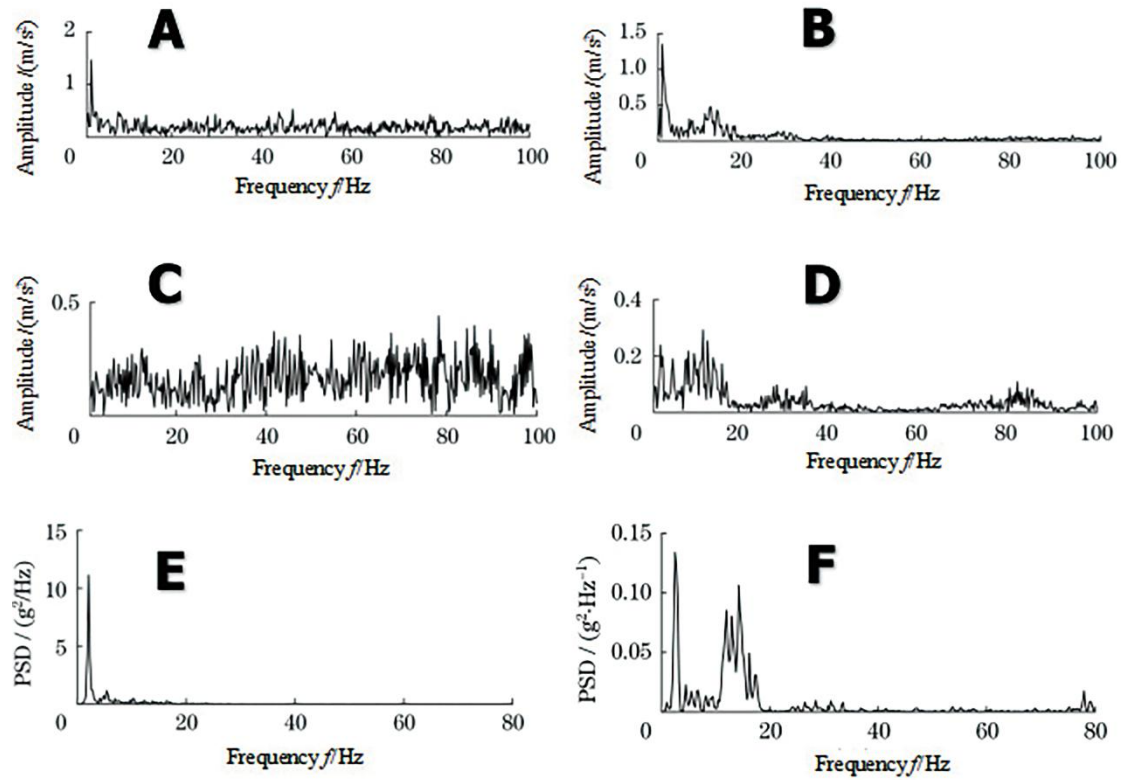 A
Amplitude /(m/s²)
2
1
0 20 40 60 80 100
Frequency f/Hz
B
Amplitude /(m/s²)
1.5
1.0
0.5
0 20 40 60 80 100
Frequency f/Hz
C
Amplitude /(m/s²)
0.5
0 20 40 60 80 100
Frequency f/Hz
D
Amplitude /(m/s²)
0.4
0.2
0 20 40 60 80 100
Frequency f/Hz
E
PSD / (g²/Hz)
15
10
5
0 20 40 60 80
Frequency f/Hz
F
PSD / (g²·Hz⁻¹)
0.15
0.10
0.05
0 20 40 60 80
Frequency f/Hz